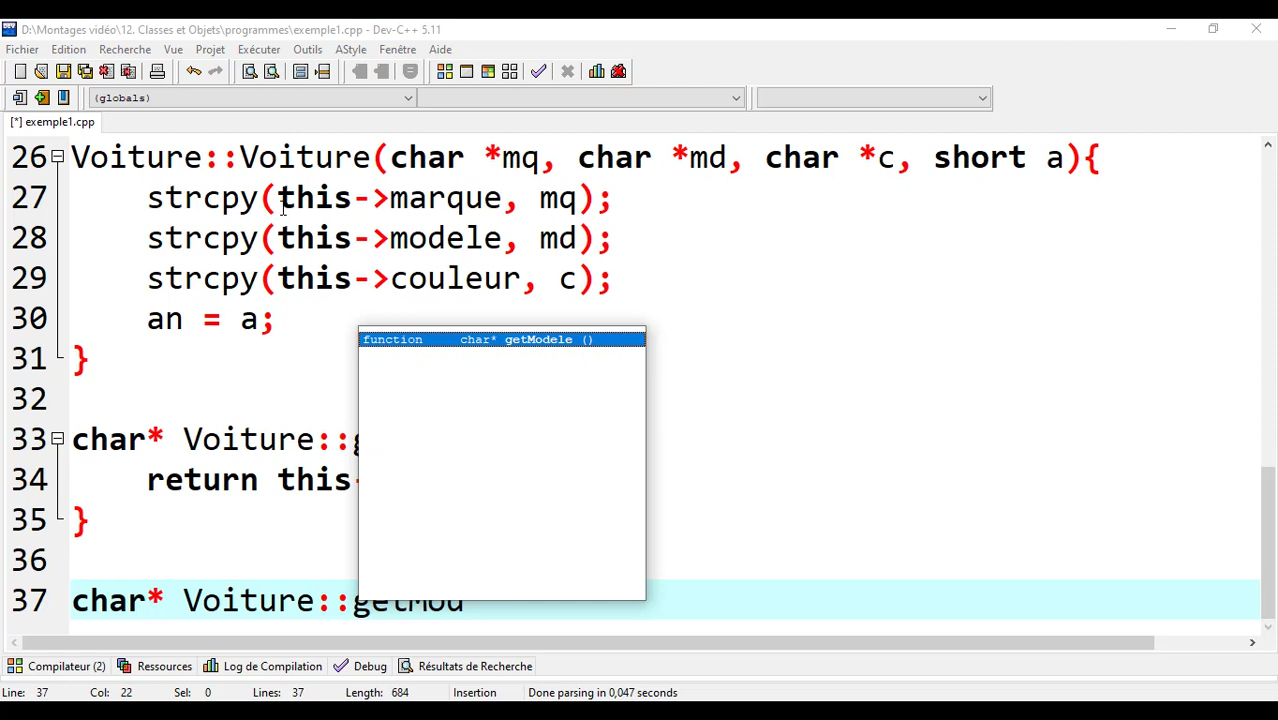 D:\Montages vidéo\12. Classes et Objets\programmes\exemple1.cpp - Dev-C++ 5.11
Fichier Edition Recherche Vue Projet Exécuter Outils AStyle Fenêtre Aide
(globals)
[*] exemple1.cpp
26 Voiture::Voiture(char *mq, char *md, char *c, short a){
27 strcpy(this->marque, mq);
28 strcpy(this->modele, md);
29 strcpy(this->couleur, c);
30 an = a;
function char* getModele ()
31 }
32
33 char* Voiture::g
34 return this-
35 }
36
37 char* Voiture::getMod
Compilateur (2) Ressources Log de Compilation Debug Résultats de Recherche
Line: 37 Col: 22 Sel: 0 Lines: 37 Length: 684 Insertion Done parsing in 0,047 seconds